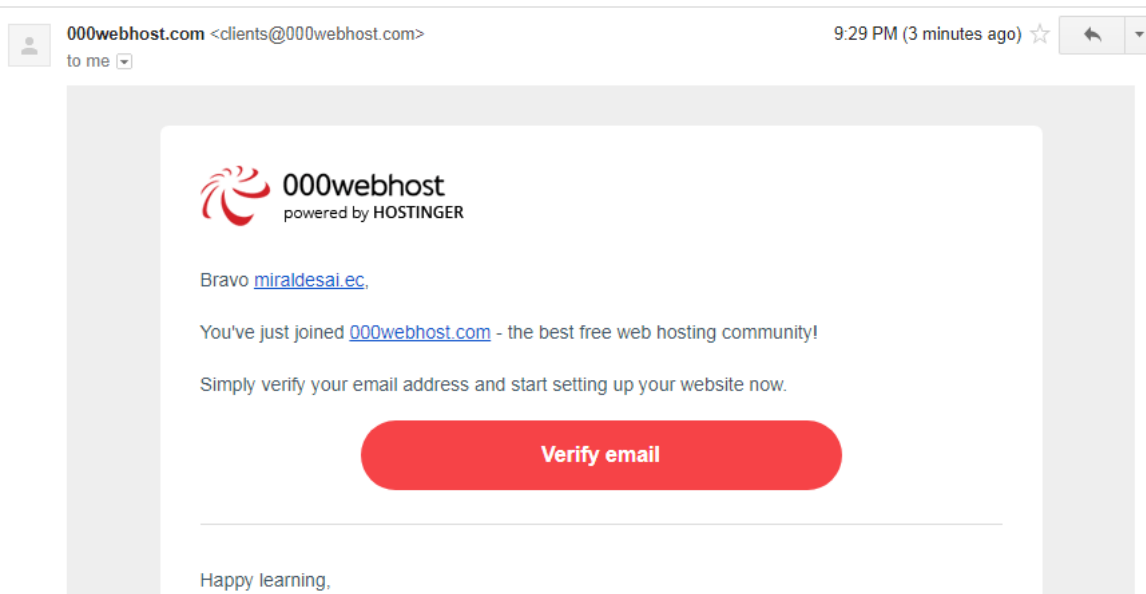 000webhost.com <clients@000webhost.com>
9:29 PM (3 minutes ago)
to me
000webhost
powered by HOSTINGER
Bravo miraldesai.ec,
You've just joined 000webhost.com - the best free web hosting community!
Simply verify your email address and start setting up your website now.
Verify email
Happy learning,